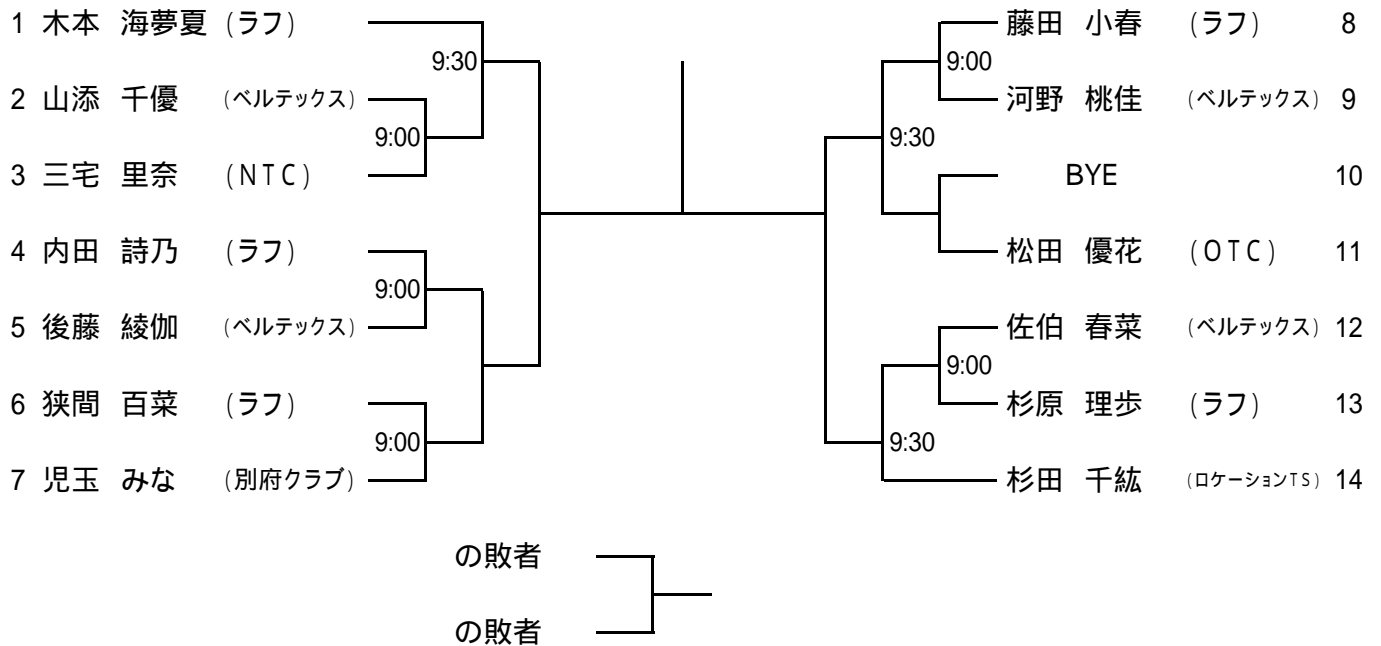 1 木本 海夢夏 (ラフ)
9:30
2 山添 千優 (ベルテックス)
9:00
3 三宅 里奈 (NTC)
4 内田 詩乃 (ラフ)
9:00
5 後藤 綾伽 (ベルテックス)
6 狭間 百菜 (ラフ)
9:00
7 児玉 みな (別府クラブ)
藤田 小春 (ラフ) 8
9:00
河野 桃佳 (ベルテックス) 9
9:30
BYE 10
松田 優花 (OTC) 11
佐伯 春菜 (ベルテックス) 12
9:00
杉原 理歩 (ラフ) 13
9:30
杉田 千紘 (ロケーションTS) 14
の敗者
の敗者